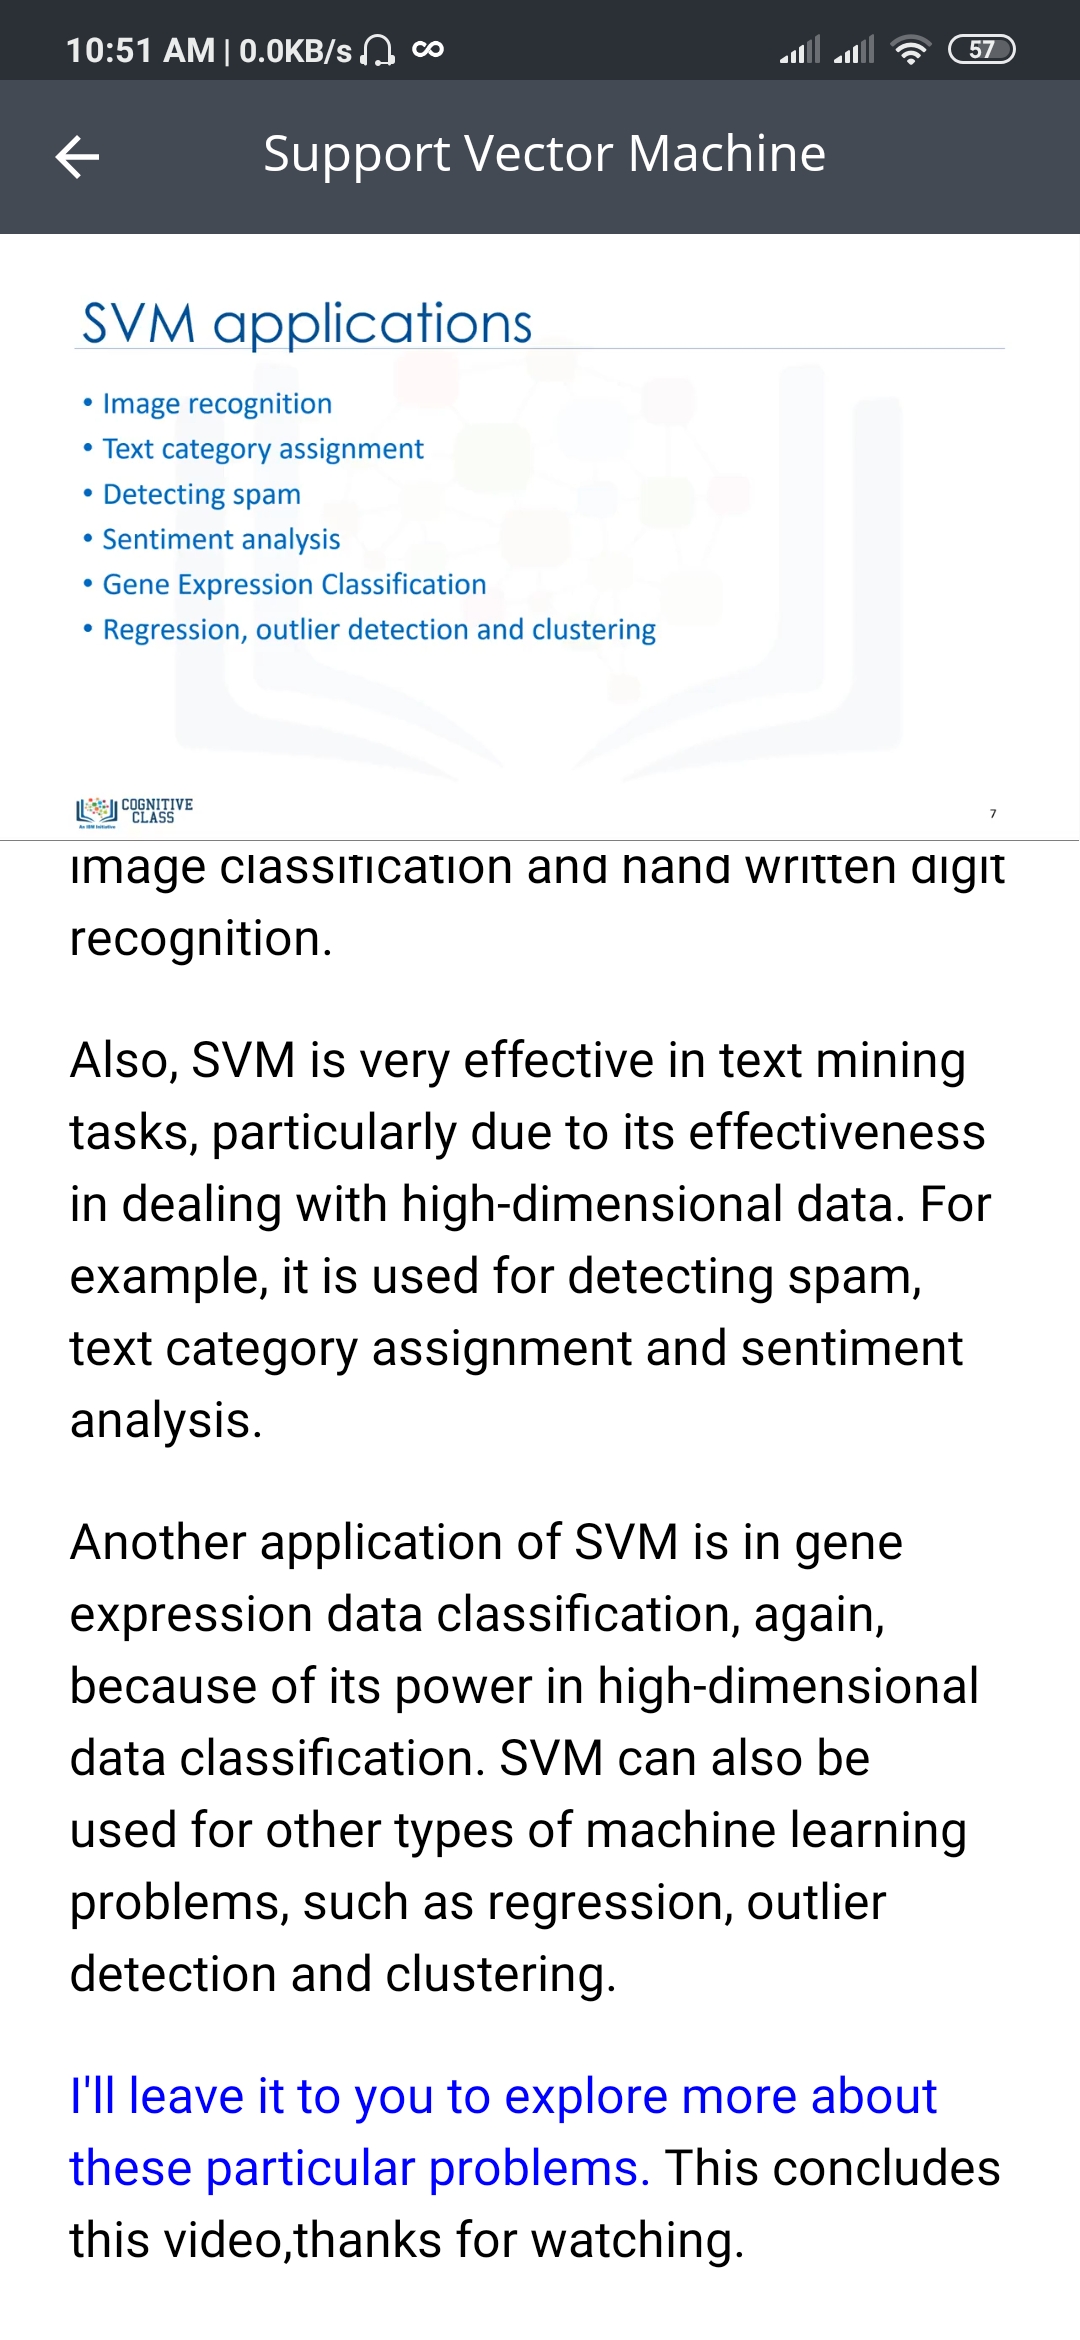 10:51 AM | 0.0KB/s
57
Support Vector Machine
SVM applications
• Image recognition
• Text category assignment
• Detecting spam
• Sentiment analysis
• Gene Expression Classification
• Regression, outlier detection and clustering
COGNITIVE
CLASS
An IBM Initiative
7
image classification and hand written digit
recognition.
Also, SVM is very effective in text mining
tasks, particularly due to its effectiveness
in dealing with high-dimensional data. For
example, it is used for detecting spam,
text category assignment and sentiment
analysis.
Another application of SVM is in gene
expression data classification, again,
because of its power in high-dimensional
data classification. SVM can also be
used for other types of machine learning
problems, such as regression, outlier
detection and clustering.
I'll leave it to you to explore more about
these particular problems. This concludes
this video,thanks for watching.